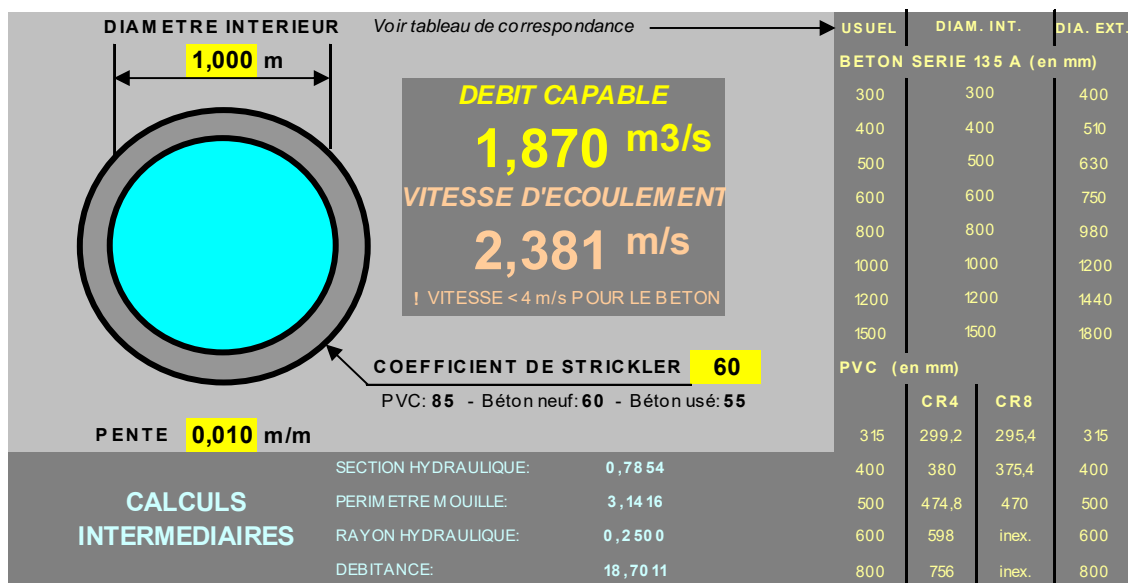 DIAMETRE INTERIEUR
1,000 m
Voir tableau de correspondance
DEBIT CAPABLE
1,870 m3/s
VITESSE D'ECOULEMENT
2,381 m/s
! VITESSE < 4 m/s POUR LE BETON
COEFFICIENT DE STRICKLER 60
PVC: 85 - Béton neuf: 60 - Béton usé: 55
PENTE 0,010 m/m
CALCULS
INTERMEDIAIRES
SECTION HYDRAULIQUE: 0,7854
PERIMETRE MOUILLE: 3,1416
RAYON HYDRAULIQUE: 0,2500
DEBITANCE: 18,7011
USUEL DIAM. INT. DIA. EXT.
BETON SERIE 135 A (en mm)
300 300 400
400 400 510
500 500 630
600 600 750
800 800 980
1000 1000 1200
1200 1200 1440
1500 1500 1800
PVC (en mm)
CR4 CR8
315 299,2 295,4 315
400 380 375,4 400
500 474,8 470 500
600 598 inex. 600
800 756 inex. 800